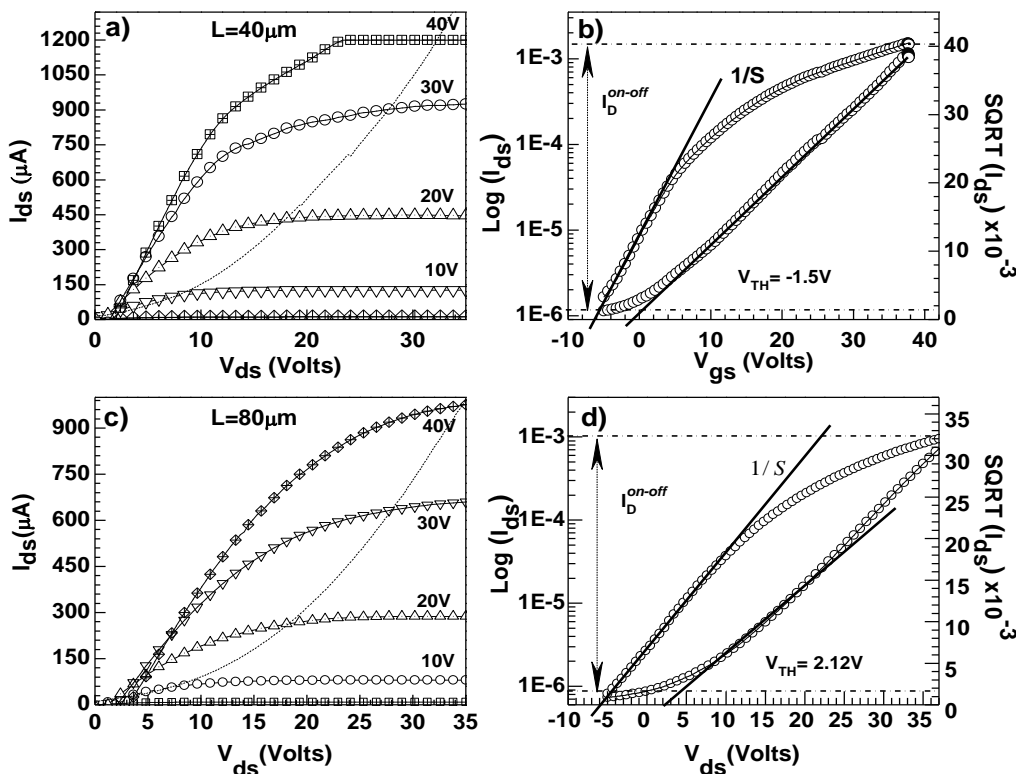 a)
L=40μm
40V
30V
20V
10V
1200
1050
900
750
600
450
300
150
0
I_ds (μA)
0 10 20 30
V_ds (Volts)
b)
1/S
I_D^on-off
V_TH= -1.5V
1E-3
1E-4
1E-5
1E-6
Log (I_ds)
40
30
20
10
0
SQRT (I_ds) x10^-3
-10 0 10 20 30 40
V_gs (Volts)
c)
L=80μm
40V
30V
20V
10V
900
750
600
450
300
150
0
I_ds(μA)
0 5 10 15 20 25 30 35
V_ds (Volts)
d)
1/S
I_D^on-off
V_TH= 2.12V
1E-3
1E-4
1E-5
1E-6
Log (I_ds)
35
30
25
20
15
10
5
0
SQRT (I_ds) x10^-3
-10 -5 0 5 10 15 20 25 30 35
V_ds (Volts)